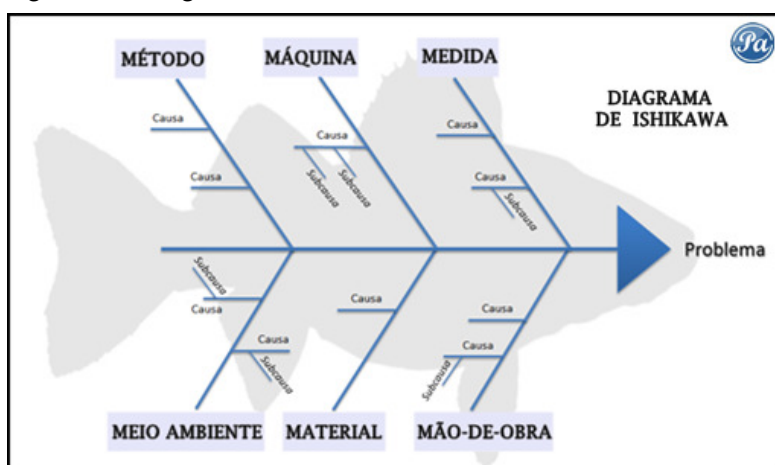 MÉTODO
MÁQUINA
MEDIDA
Pa
DIAGRAMA
DE ISHIKAWA
Causa
Causa
Causa
Subcausa
Subcausa
Causa
Causa
Subcausa
Problema
Subcausa
Causa
Causa
Subcausa
Causa
Causa
Causa
Subcausa
MEIO AMBIENTE
MATERIAL
MÃO-DE-OBRA